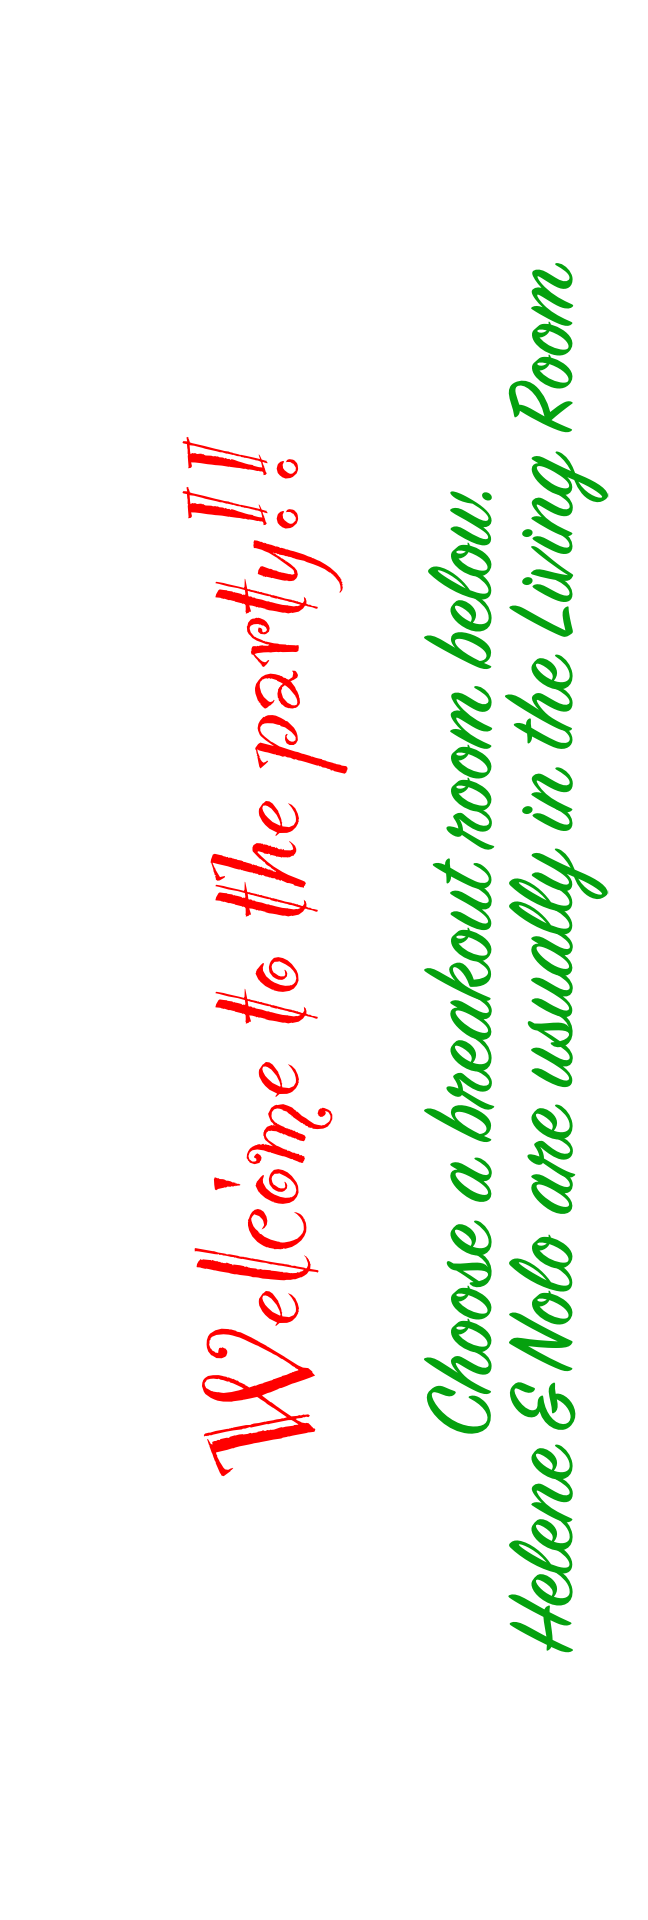 Welcome to the party!!
Choose a breakout room below.
Helene & Nolo are usually in the Living Room